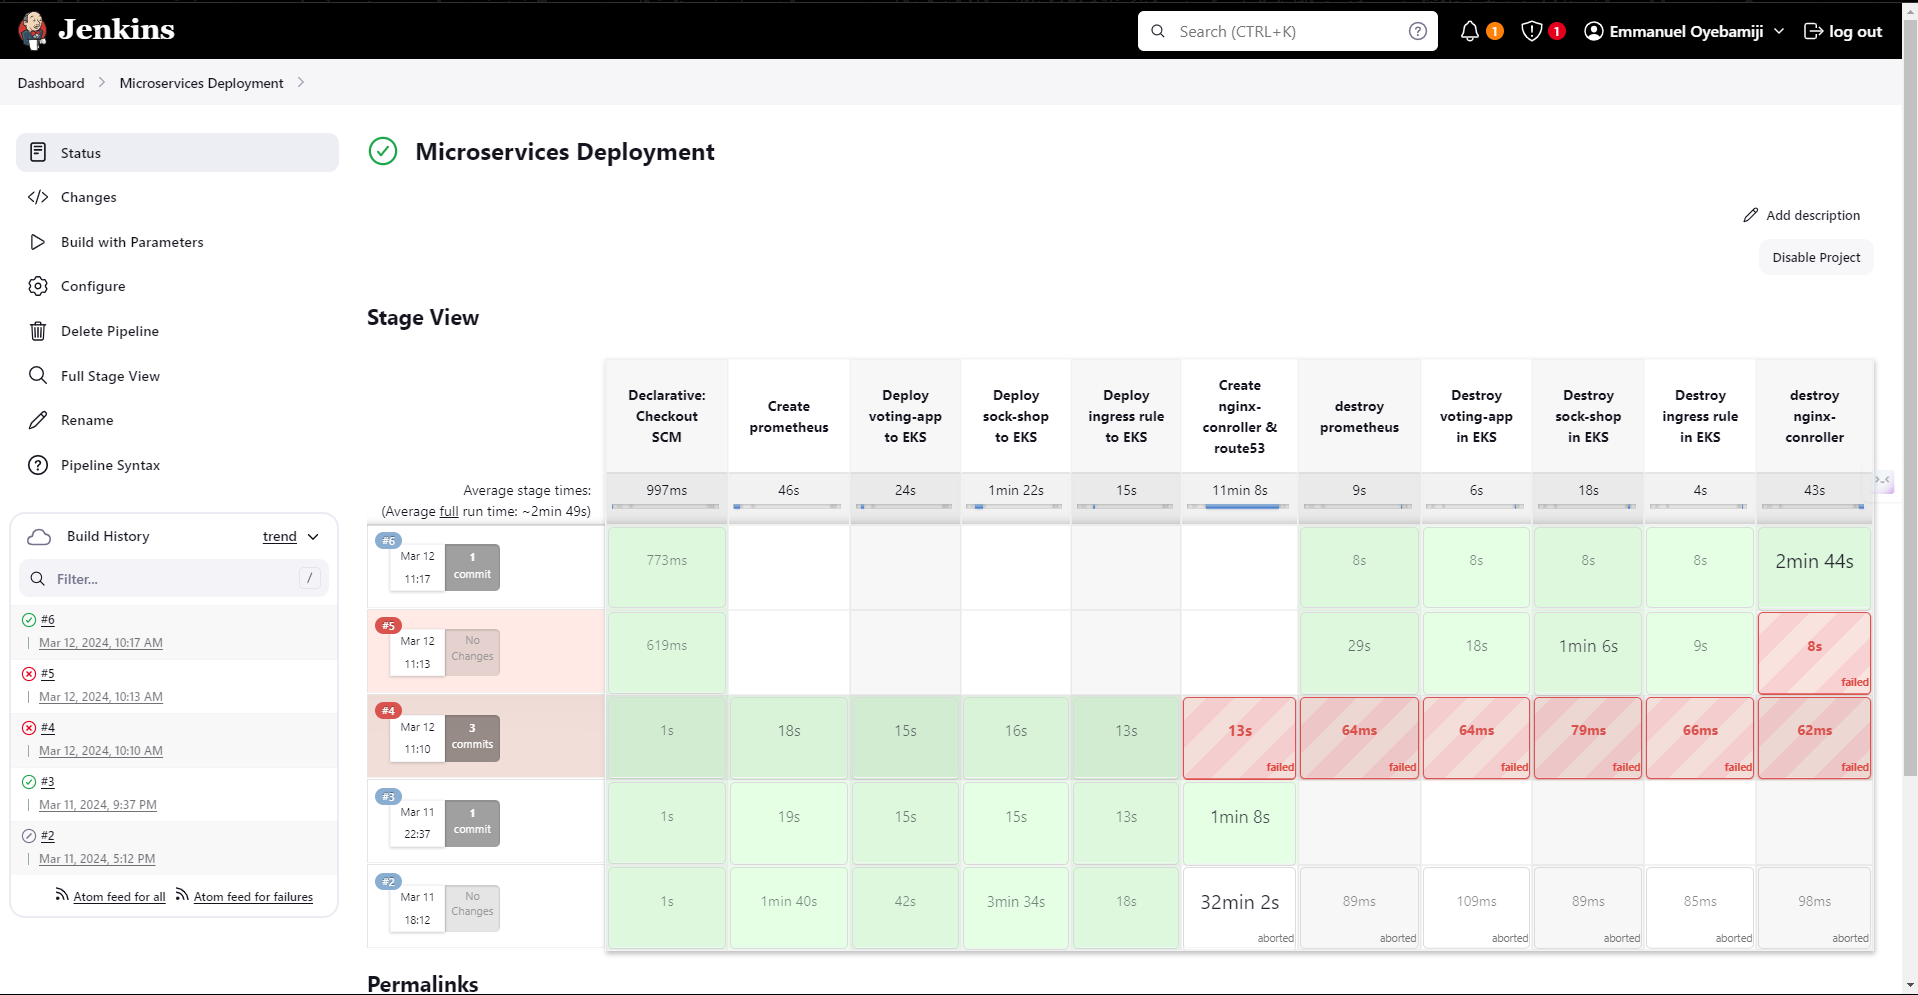 Jenkins
Search (CTRL+K)
?
1
1
Emmanuel Oyebamiji
log out
Dashboard
Microservices Deployment
Status
Changes
Build with Parameters
Configure
Delete Pipeline
Full Stage View
Rename
Pipeline Syntax
Build History
trend
Filter...
/
#6
Mar 12, 2024, 10:17 AM
#5
Mar 12, 2024, 10:13 AM
#4
Mar 12, 2024, 10:10 AM
#3
Mar 11, 2024, 9:37 PM
#2
Mar 11, 2024, 5:12 PM
Atom feed for all
Atom feed for failures
Microservices Deployment
Add description
Disable Project
Stage View
Declarative:
Checkout
SCM
Create
prometheus
Deploy
voting-app
to EKS
Deploy
sock-shop
to EKS
Deploy
ingress rule
to EKS
Create
nginx-
conroller &
route53
destroy
prometheus
Destroy
voting-app
in EKS
Destroy
sock-shop
in EKS
Destroy
ingress rule
in EKS
destroy
nginx-
conroller
Average stage times:
(Average full run time: ~2min 49s)
997ms
46s
24s
1min 22s
15s
11min 8s
9s
6s
18s
4s
43s
#6
Mar 12
11:17
1
commit
773ms
8s
8s
8s
8s
2min 44s
#5
Mar 12
11:13
No
Changes
619ms
29s
18s
1min 6s
9s
8s
failed
#4
Mar 12
11:10
3
commits
1s
18s
15s
16s
13s
13s
failed
64ms
failed
64ms
failed
79ms
failed
66ms
failed
62ms
failed
#3
Mar 11
22:37
1
commit
1s
19s
15s
15s
13s
1min 8s
#2
Mar 11
18:12
No
Changes
1s
1min 40s
42s
3min 34s
18s
32min 2s
aborted
89ms
aborted
109ms
aborted
89ms
aborted
85ms
aborted
98ms
aborted
Permalinks